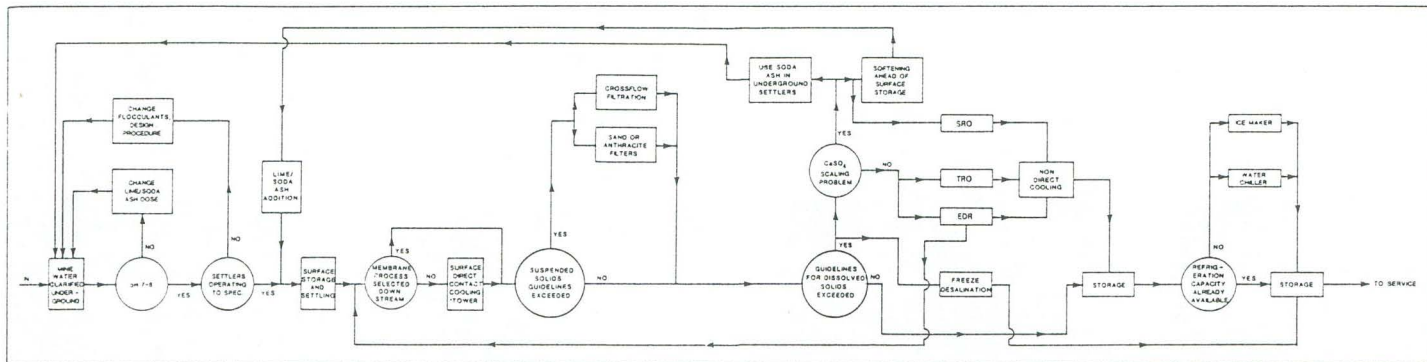 IN
MINE
WATER
CLARIFIED
UNDER-
GROUND
CHANGE
FLOCCULANTS,
DESIGN
PROCEDURE
CHANGE
LIME/SODA
ASH DOSE
NO
pH 7-8
YES
NO
SETTLERS
OPERATING
TO SPEC.
YES
LIME/
SODA
ASH
ADDITION
SURFACE
STORAGE
AND
SETTLING
YES
MEMBRANE
PROCESS
SELECTED
DOWN
STREAM
NO
SURFACE
DIRECT
CONTACT
COOLING
TOWER
CROSSFLOW
FILTRATION
SAND OR
ANTHRACITE
FILTERS
YES
SUSPENDED
SOLIDS
GUIDELINES
EXCEEDED
NO
USE SODA
ASH IN
UNDERGROUND
SETTLERS
SOFTENING
AHEAD OF
SURFACE
STORAGE
YES
CaSO4
SCALING
PROBLEM
NO
YES
GUIDELINES
FOR DISSOLVED
SOLIDS
EXCEEDED
NO
SRO
TRO
EDR
NON
DIRECT
COOLING
FREEZE
DESALINATION
STORAGE
ICE MAKER
WATER
CHILLER
NO
REFRIG-
ERATION
CAPACITY
ALREADY
AVAILABLE
YES
STORAGE
TO SERVICE